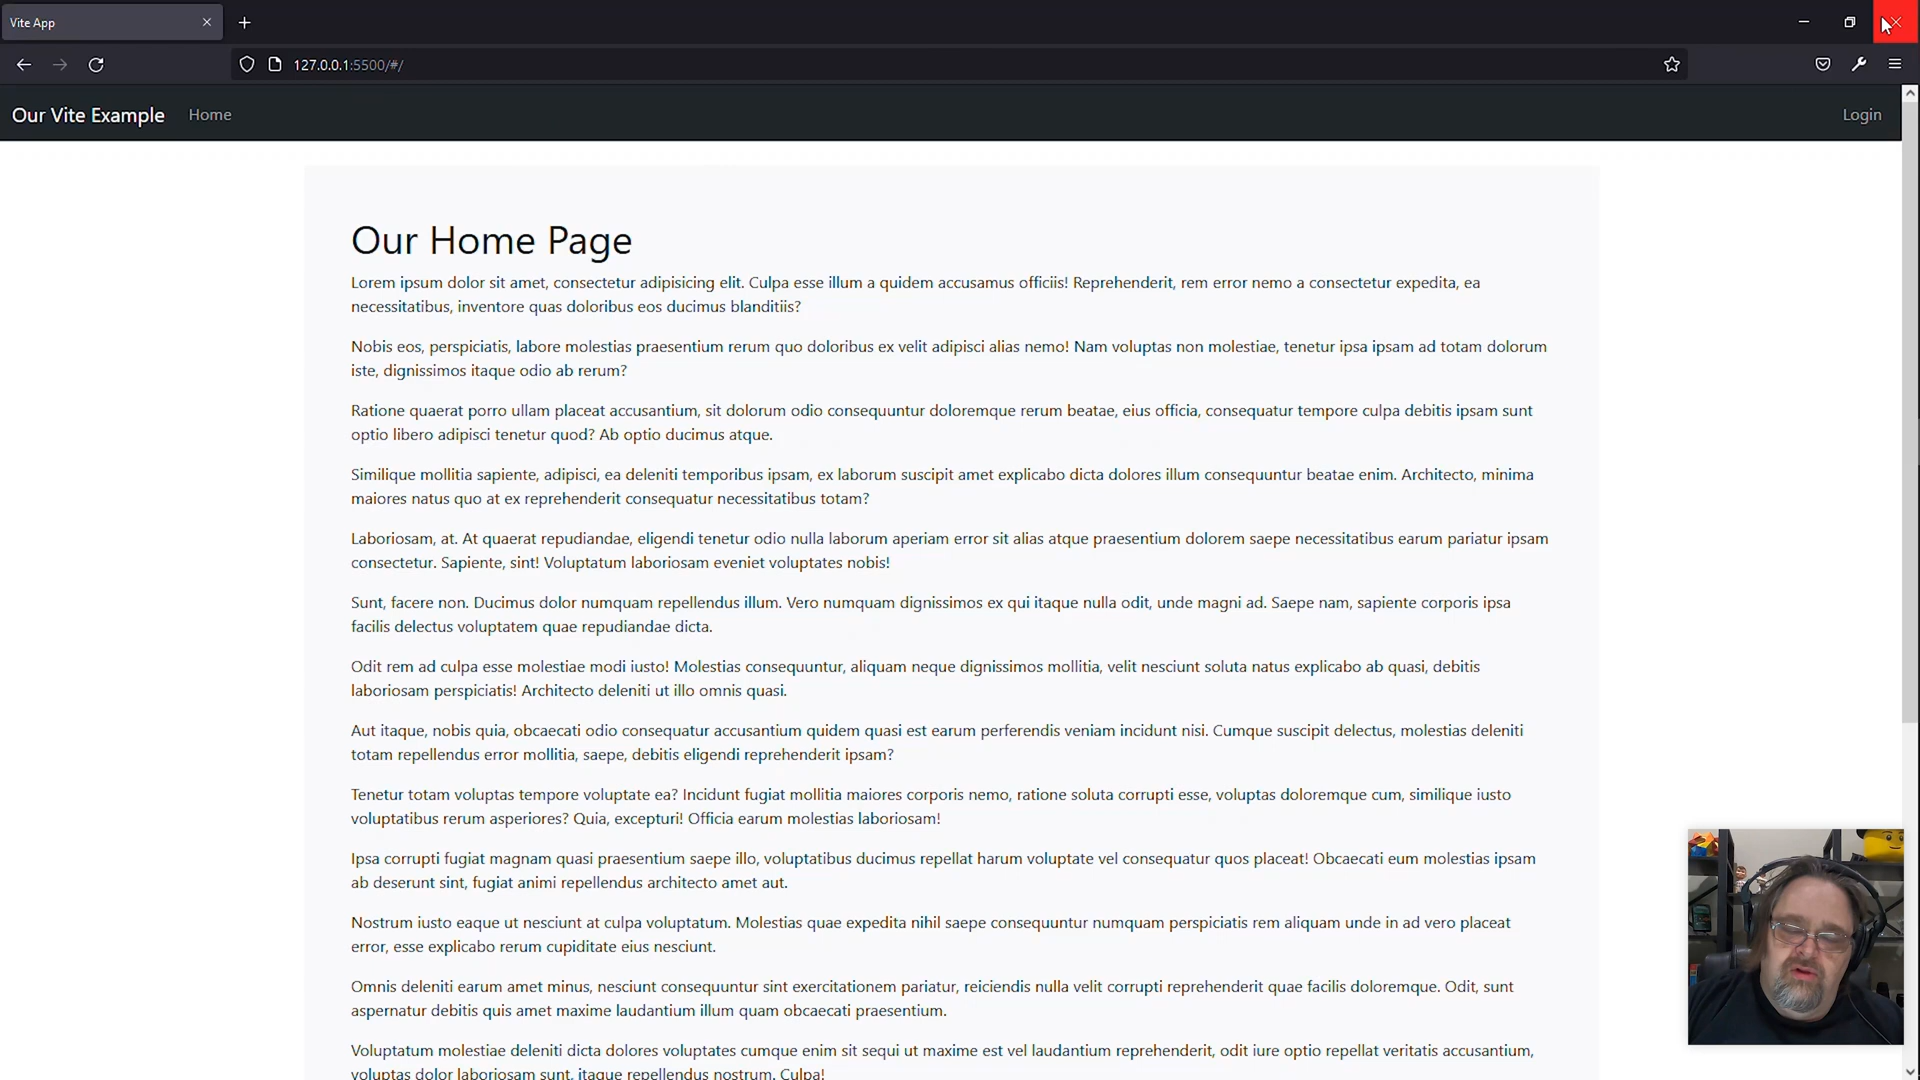 Vite App
127.0.0.1:5500/#/
Our Vite Example Home Login
Our Home Page
Lorem ipsum dolor sit amet, consectetur adipisicing elit. Culpa esse illum a quidem accusamus officiis! Reprehenderit, rem error nemo a consectetur expedita, ea
necessitatibus, inventore quas doloribus eos ducimus blanditiis?
Nobis eos, perspiciatis, labore molestias praesentium rerum quo doloribus ex velit adipisci alias nemo! Nam voluptas non molestiae, tenetur ipsa ipsam ad totam dolorum
iste, dignissimos itaque odio ab rerum?
Ratione quaerat porro ullam placeat accusantium, sit dolorum odio consequuntur doloremque rerum beatae, eius officia, consequatur tempore culpa debitis ipsam sunt
optio libero adipisci tenetur quod? Ab optio ducimus atque.
Similique mollitia sapiente, adipisci, ea deleniti temporibus ipsam, ex laborum suscipit amet explicabo dicta dolores illum consequuntur beatae enim. Architecto, minima
maiores natus quo at ex reprehenderit consequatur necessitatibus totam?
Laboriosam, at. At quaerat repudiandae, eligendi tenetur odio nulla laborum aperiam error sit alias atque praesentium dolorem saepe necessitatibus earum pariatur ipsam
consectetur. Sapiente, sint! Voluptatum laboriosam eveniet voluptates nobis!
Sunt, facere non. Ducimus dolor numquam repellendus illum. Vero numquam dignissimos ex qui itaque nulla odit, unde magni ad. Saepe nam, sapiente corporis ipsa
facilis delectus voluptatem quae repudiandae dicta.
Odit rem ad culpa esse molestiae modi iusto! Molestias consequuntur, aliquam neque dignissimos mollitia, velit nesciunt soluta natus explicabo ab quasi, debitis
laboriosam perspiciatis! Architecto deleniti ut illo omnis quasi.
Aut itaque, nobis quia, obcaecati odio consequatur accusantium quidem quasi est earum perferendis veniam incidunt nisi. Cumque suscipit delectus, molestias deleniti
totam repellendus error mollitia, saepe, debitis eligendi reprehenderit ipsam?
Tenetur totam voluptas tempore voluptate ea? Incidunt fugiat mollitia maiores corporis nemo, ratione soluta corrupti esse, voluptas doloremque cum, similique iusto
voluptatibus rerum asperiores? Quia, excepturi! Officia earum molestias laboriosam!
Ipsa corrupti fugiat magnam quasi praesentium saepe illo, voluptatibus ducimus repellat harum voluptate vel consequatur quos placeat! Obcaecati eum molestias ipsam
ab deserunt sint, fugiat animi repellendus architecto amet aut.
Nostrum iusto eaque ut nesciunt at culpa voluptatum. Molestias quae expedita nihil saepe consequuntur numquam perspiciatis rem aliquam unde in ad vero placeat
error, esse explicabo rerum cupiditate eius nesciunt.
Omnis deleniti earum amet minus, nesciunt consequuntur sint exercitationem pariatur, reiciendis nulla velit corrupti reprehenderit quae facilis doloremque. Odit, sunt
aspernatur debitis quis amet maxime laudantium illum quam obcaecati praesentium.
Voluptatum molestiae deleniti dicta dolores voluptates cumque enim sit sequi ut maxime est vel laudantium reprehenderit, odit iure optio repellat veritatis accusantium,
voluptas dolor laboriosam sunt, itaque repellendus nostrum. Culpa!